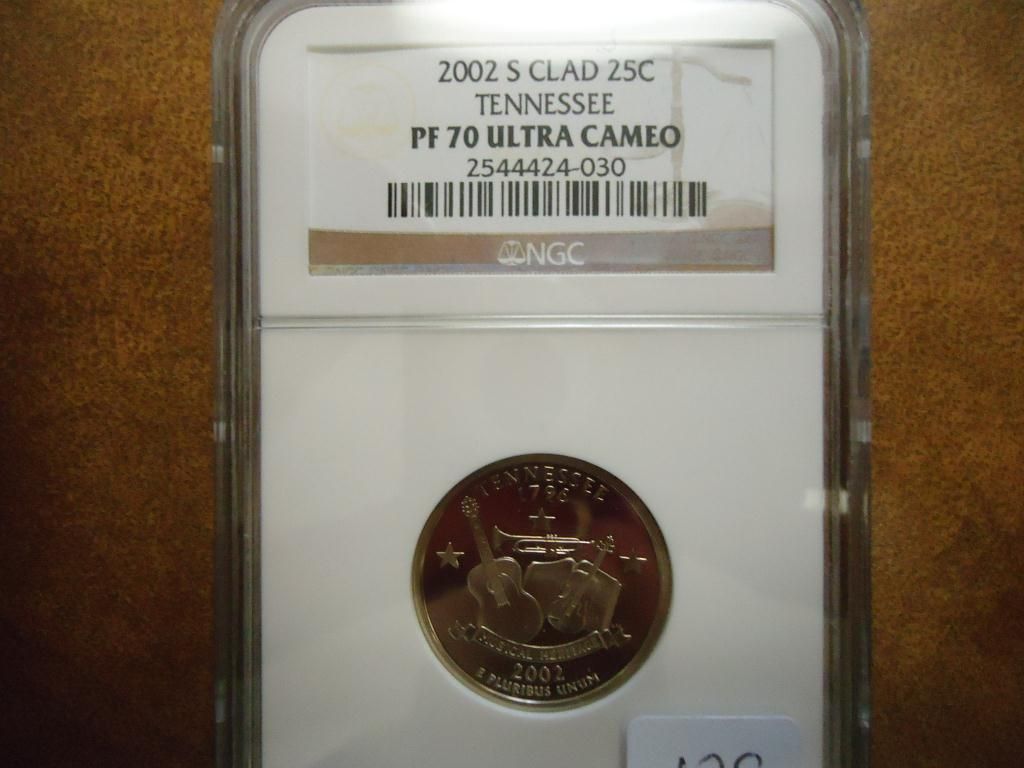 2002 S CLAD 25C
TENNESSEE
PF 70 ULTRA CAMEO
2544424-030
NGC
TENNESSEE
1796
MUSICAL HERITAGE
2002
E PLURIBUS UNUM